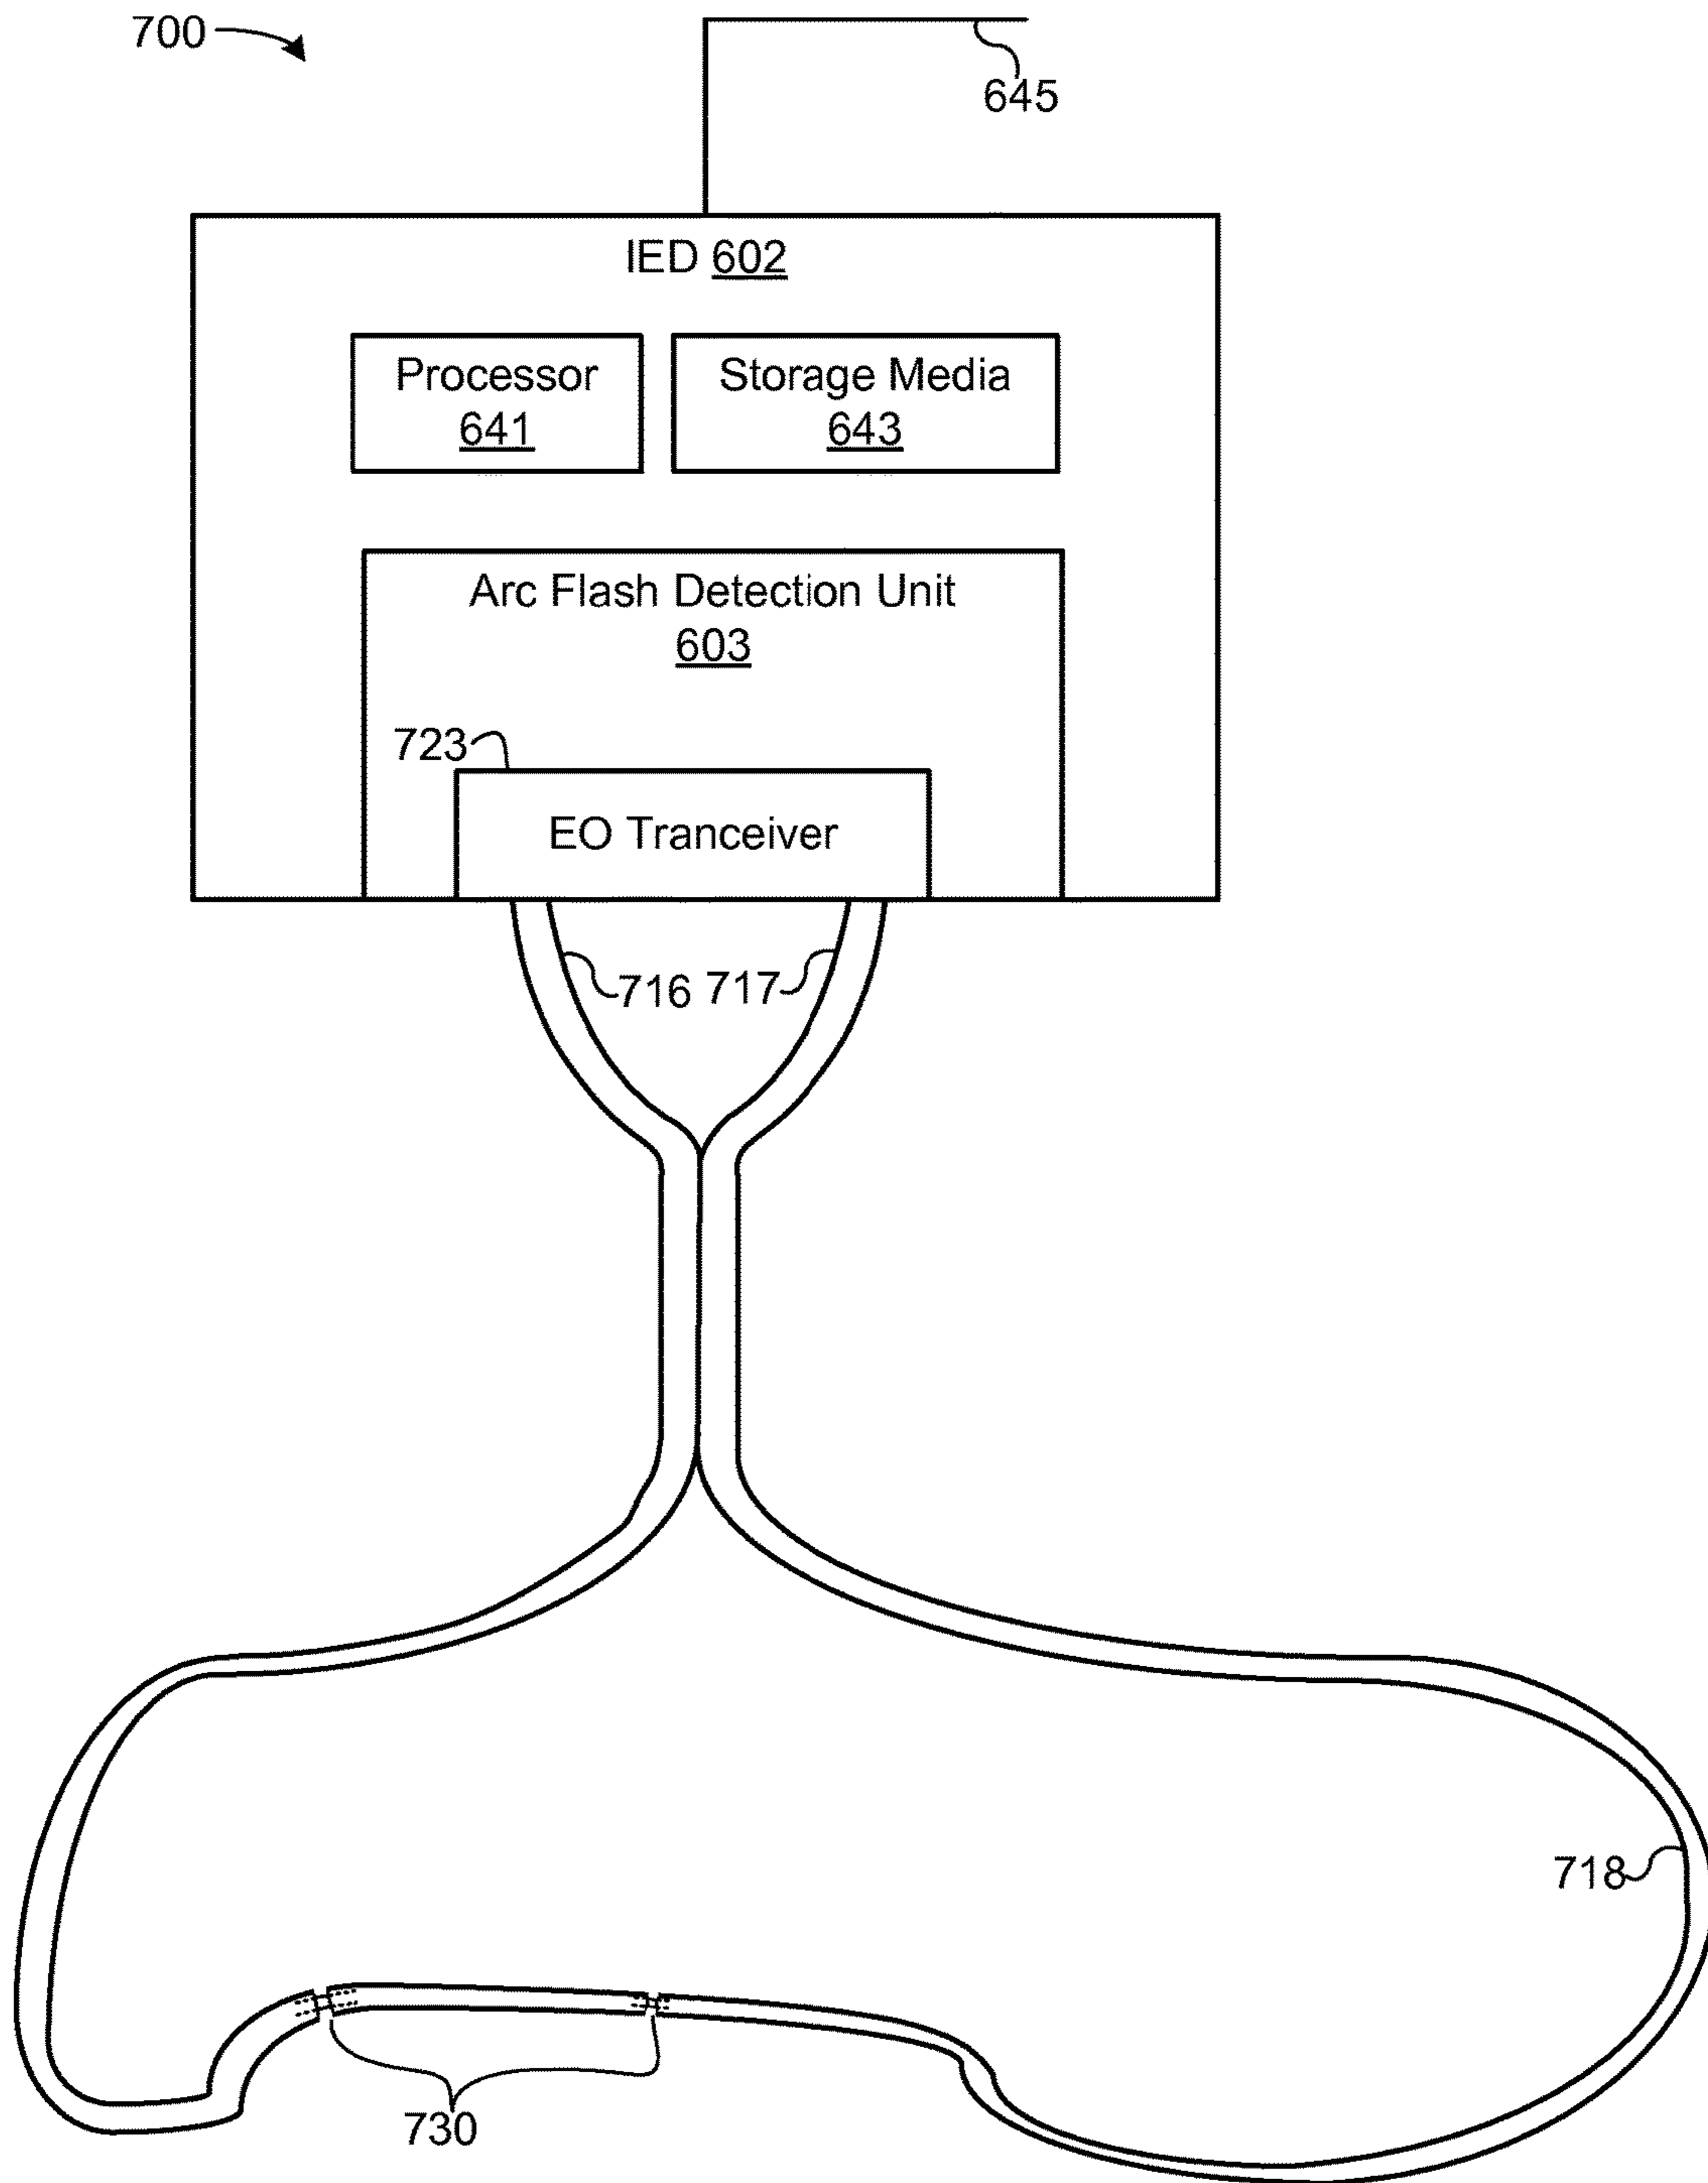 700
645
IED 602
Processor
641
Storage Media
643
Arc Flash Detection Unit
603
723
EO Tranceiver
716
717
718
730